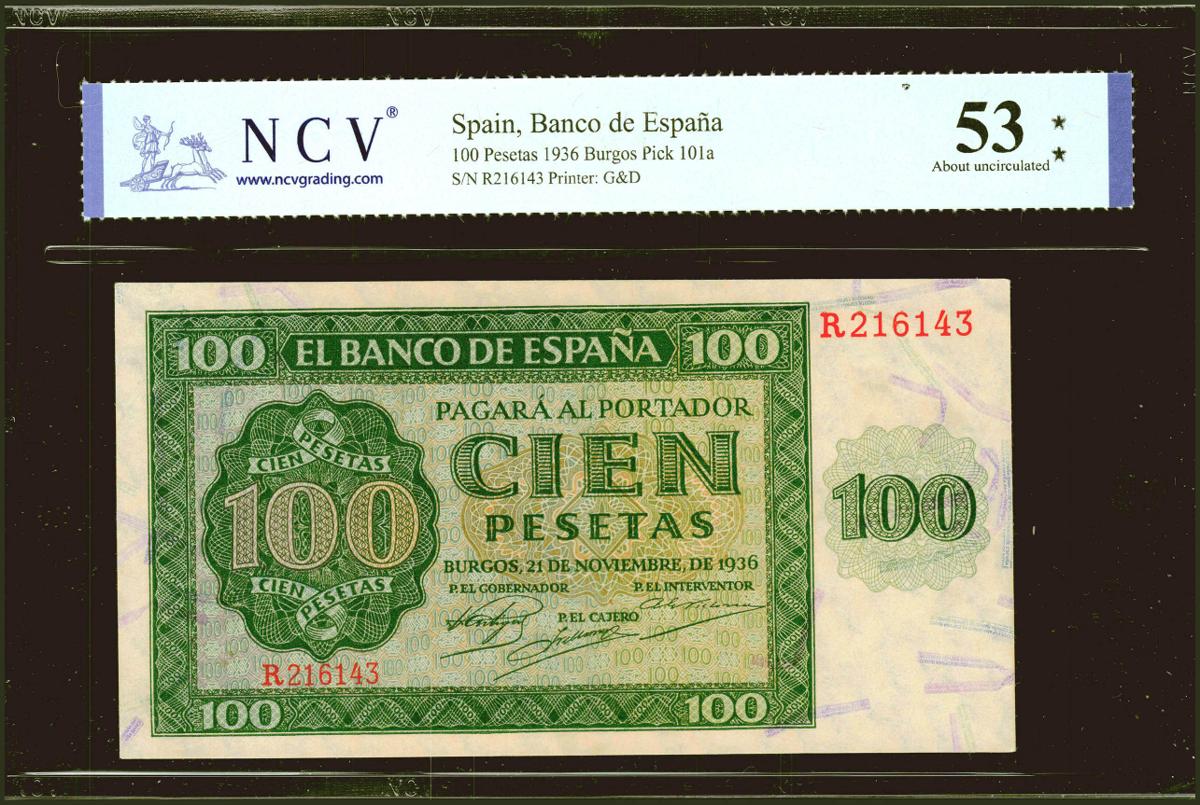 NCV®
www.ncvgrading.com
Spain, Banco de España
100 Pesetas 1936 Burgos Pick 101a
S/N R216143 Printer: G&D
53
About uncirculated
R216143
100 EL BANCO DE ESPAÑA 100
PAGARÁ AL PORTADOR
CIEN
PESETAS
PESETAS
CIEN PESETAS
100
CIEN PESETAS
PESETAS
100
BURGOS, 21 DE NOVIEMBRE, DE 1936
P. EL GOBERNADOR P. EL INTERVENTOR
P. EL CAJERO
R216143
100 100